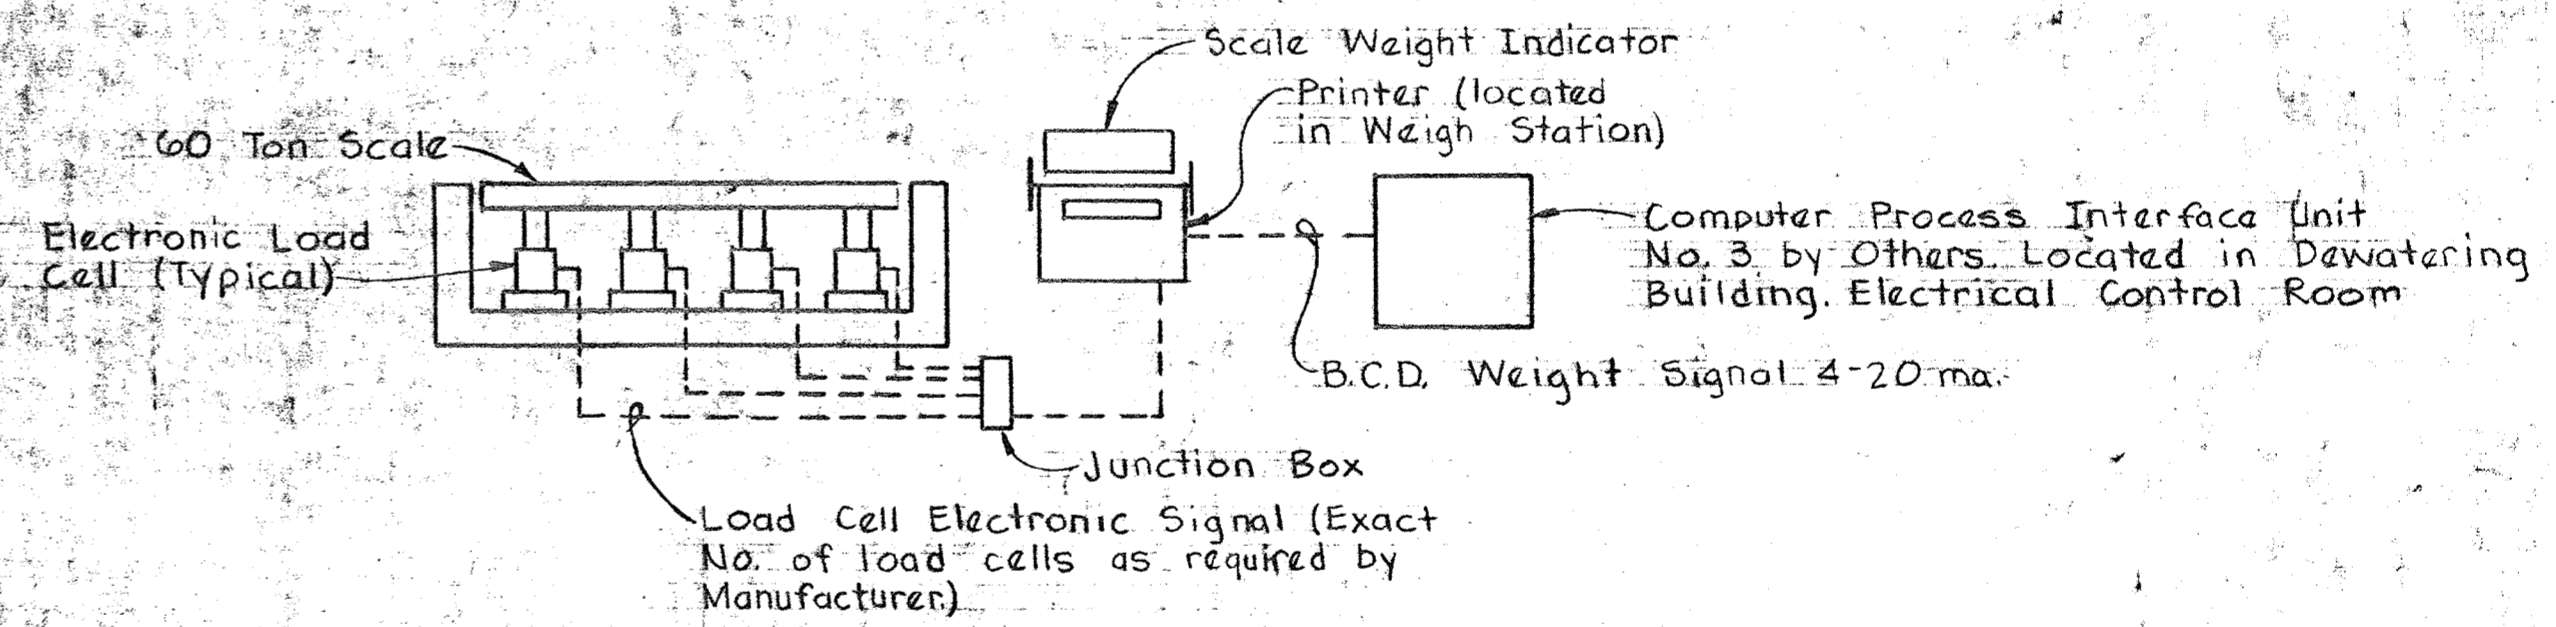 Scale Weight Indicator
Printer (located
in Weigh Station)
60 Ton Scale
Electronic Load
Cell (Typical)
Computer Process Interface Unit
No. 3 by Others. Located in Dewatering
Building. Electrical Control Room
B.C.D. Weight Signal 4-20 ma.
Junction Box
Load Cell Electronic Signal (Exact
No. of load cells as required by
Manufacturer.)